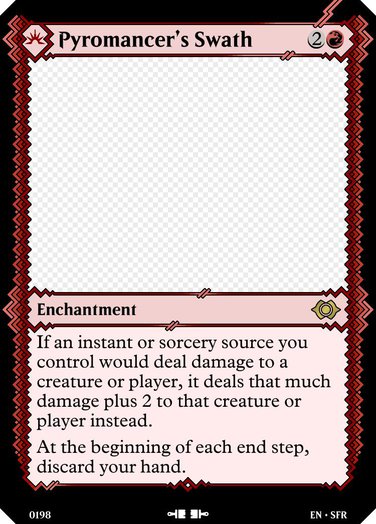 Pyromancer's Swath 2
Enchantment
If an instant or sorcery source you
control would deal damage to a
creature or player, it deals that much
damage plus 2 to that creature or
player instead.
At the beginning of each end step,
discard your hand.
0198 EN • SFR